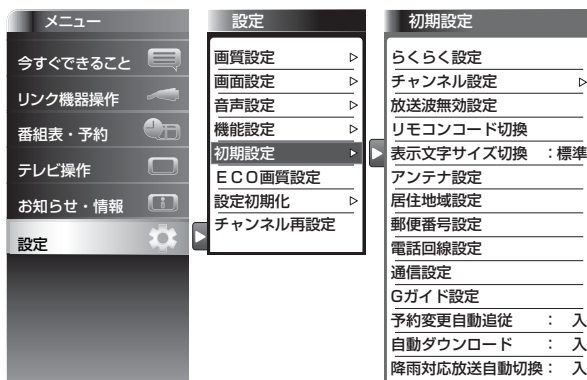 メニュー
今すぐできること
リンク機器操作
番組表・予約
テレビ操作
お知らせ・情報
設定
設定
画質設定
画面設定
音声設定
機能設定
初期設定
ECO画質設定
設定初期化
チャンネル再設定
初期設定
らくらく設定
チャンネル設定
放送波無効設定
リモコンコード切換
表示文字サイズ切換 ：標準
アンテナ設定
居住地域設定
郵便番号設定
電話回線設定
通信設定
Gガイド設定
予約変更自動追従 ： 入
自動ダウンロード ： 入
降雨対応放送自動切換： 入